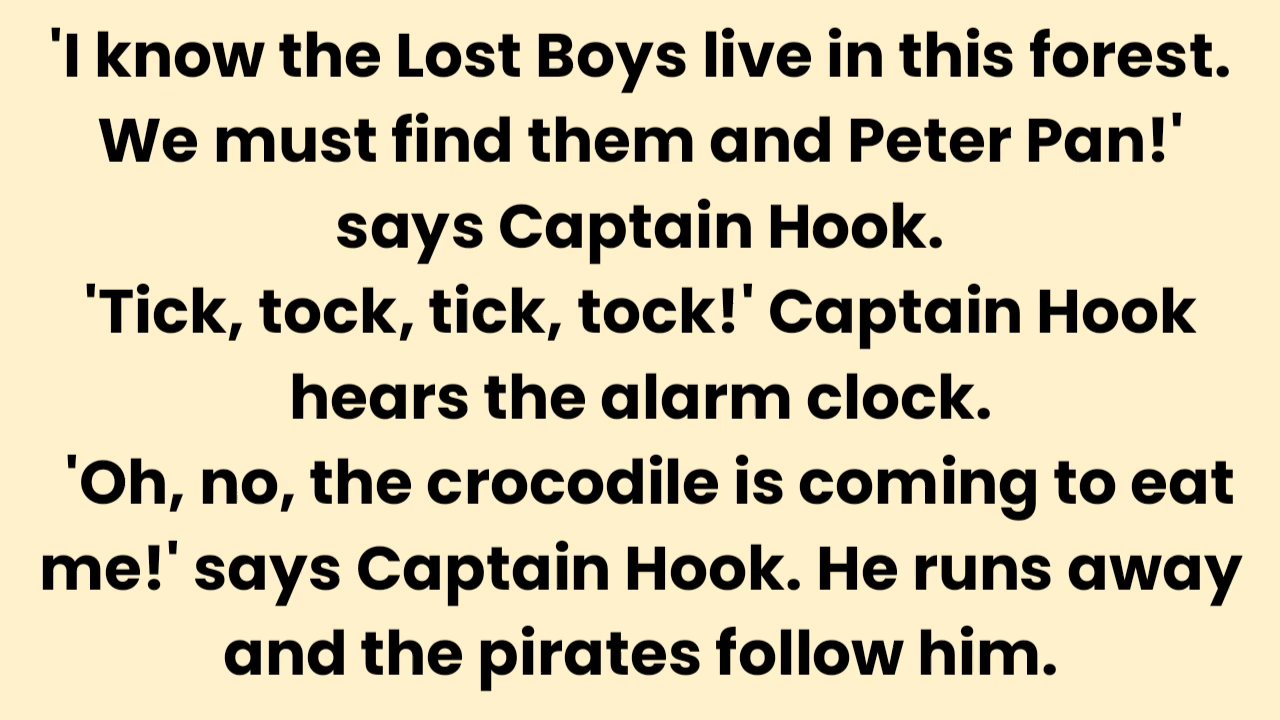 'I know the Lost Boys live in this forest.
We must find them and Peter Pan!'
says Captain Hook.
'Tick, tock, tick, tock!' Captain Hook
hears the alarm clock.
'Oh, no, the crocodile is coming to eat
me!' says Captain Hook. He runs away
and the pirates follow him.